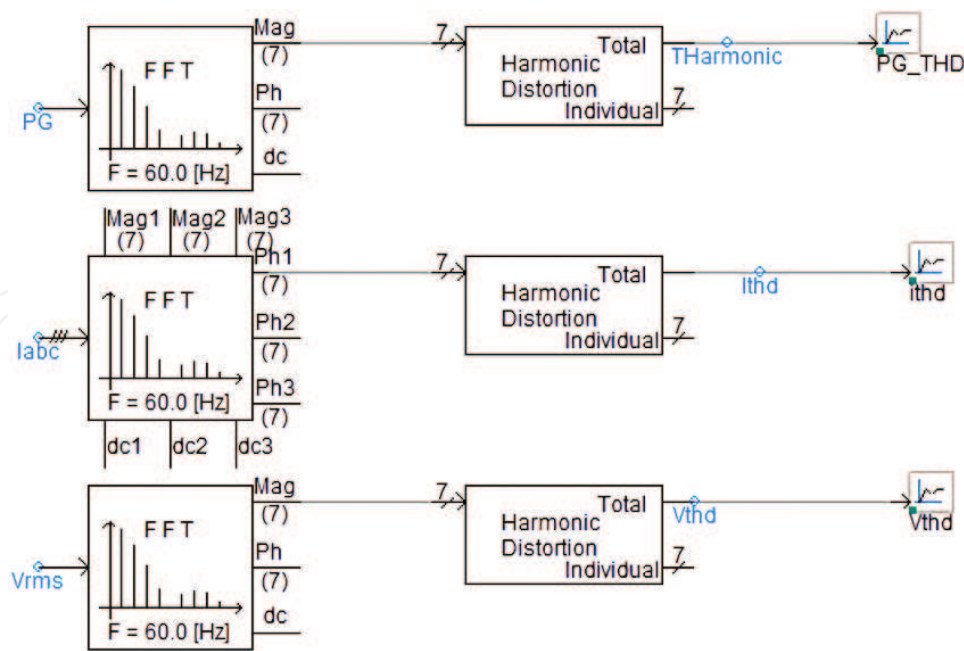 Mag
(7)
Ph
(7)
dc
FFT
F = 60.0 [Hz]
PG
7
Total
Harmonic
Distortion
Individual
7
THarmonic
PG_THD
Mag1
(7)
Mag2
(7)
Mag3
(7)
Ph1
(7)
Ph2
(7)
Ph3
(7)
FFT
F = 60.0 [Hz]
Iabc
dc1
dc2
dc3
7
Total
Harmonic
Distortion
Individual
7
Ithd
ithd
Mag
(7)
Ph
(7)
dc
FFT
F = 60.0 [Hz]
Vrms
7
Total
Harmonic
Distortion
Individual
7
Vthd
Vthd